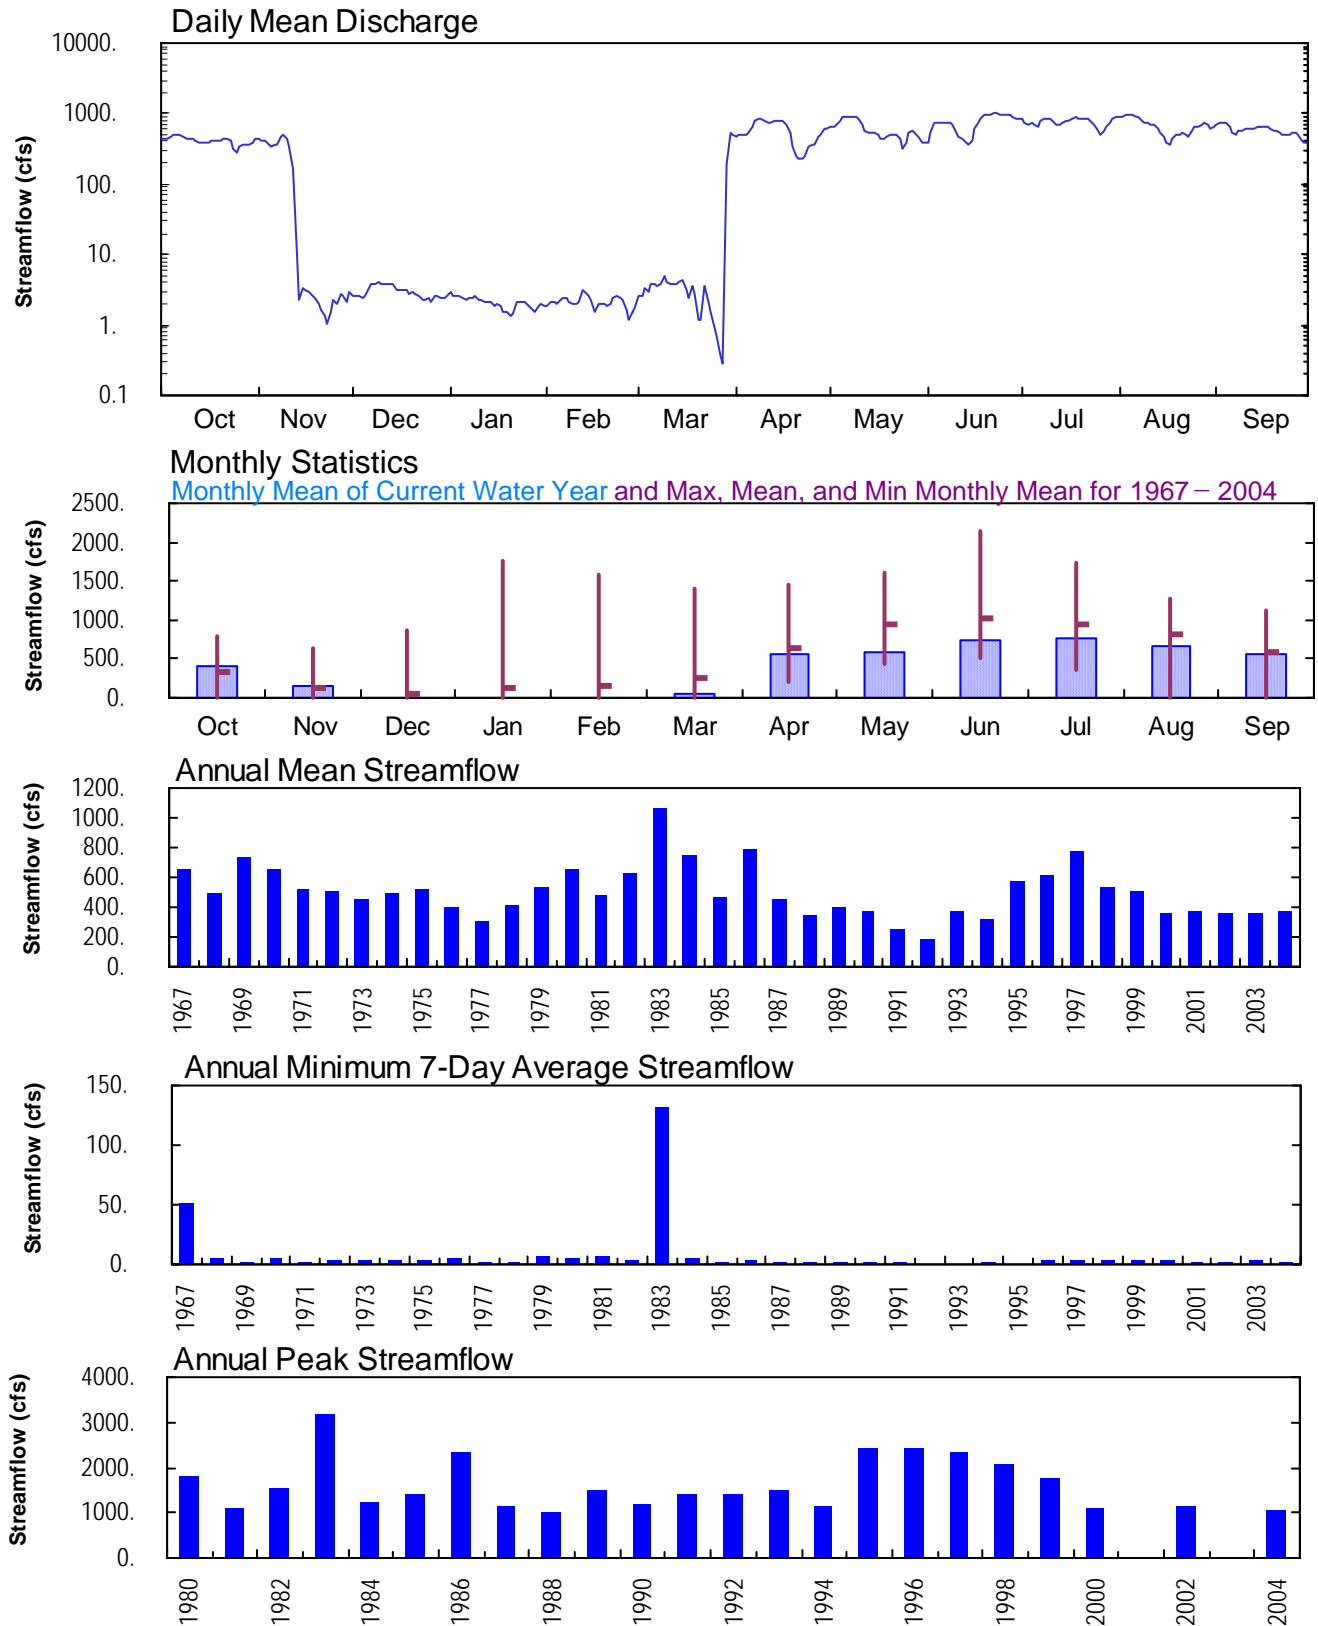 Daily Mean Discharge
Streamflow (cfs)
10000.
1000.
100.
10.
1.
0.1
Oct Nov Dec Jan Feb Mar Apr May Jun Jul Aug Sep
Monthly Statistics
Monthly Mean of Current Water Year and Max, Mean, and Min Monthly Mean for 1967 – 2004
Streamflow (cfs)
2500.
2000.
1500.
1000.
500.
0.
Oct Nov Dec Jan Feb Mar Apr May Jun Jul Aug Sep
Annual Mean Streamflow
Streamflow (cfs)
1200.
1000.
800.
600.
400.
200.
0.
1967 1969 1971 1973 1975 1977 1979 1981 1983 1985 1987 1989 1991 1993 1995 1997 1999 2001 2003
Annual Minimum 7-Day Average Streamflow
Streamflow (cfs)
150.
100.
50.
0.
1967 1969 1971 1973 1975 1977 1979 1981 1983 1985 1987 1989 1991 1993 1995 1997 1999 2001 2003
Annual Peak Streamflow
Streamflow (cfs)
4000.
3000.
2000.
1000.
0.
1980 1982 1984 1986 1988 1990 1992 1994 1996 1998 2000 2002 2004